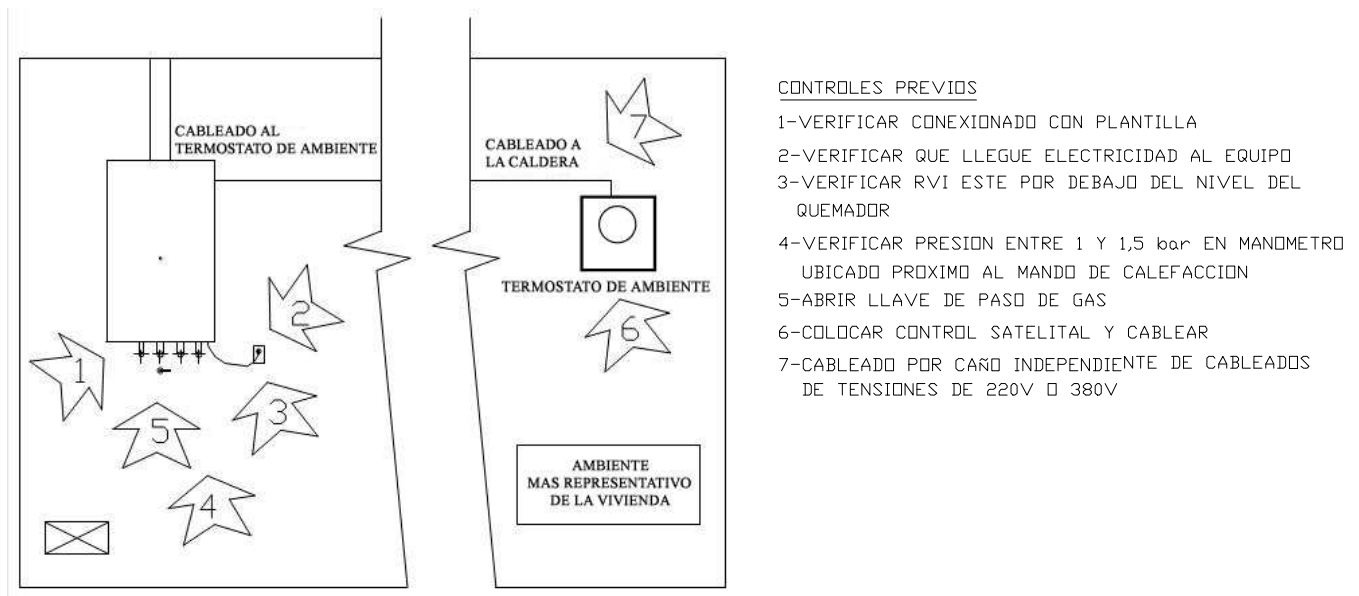 CABLEADO AL
TERMOSTATO DE AMBIENTE
CABLEADO A
LA CALDERA
7
TERMOSTATO DE AMBIENTE
2
6
1
3
5
4
AMBIENTE
MAS REPRESENTATIVO
DE LA VIVIENDA
CONTROLES PREVIOS
1-VERIFICAR CONEXIONADO CON PLANTILLA
2-VERIFICAR QUE LLEGUE ELECTRICIDAD AL EQUIPO
3-VERIFICAR RVI ESTE POR DEBAJO DEL NIVEL DEL
QUEMADOR
4-VERIFICAR PRESION ENTRE 1 Y 1,5 bar EN MANOMETRO
UBICADO PROXIMO AL MANDO DE CALEFACCION
5-ABRIR LLAVE DE PASO DE GAS
6-COLOCAR CONTROL SATELITAL Y CABLEAR
7-CABLEADO POR CAñO INDEPENDIENTE DE CABLEADOS
DE TENSIONES DE 220V O 380V